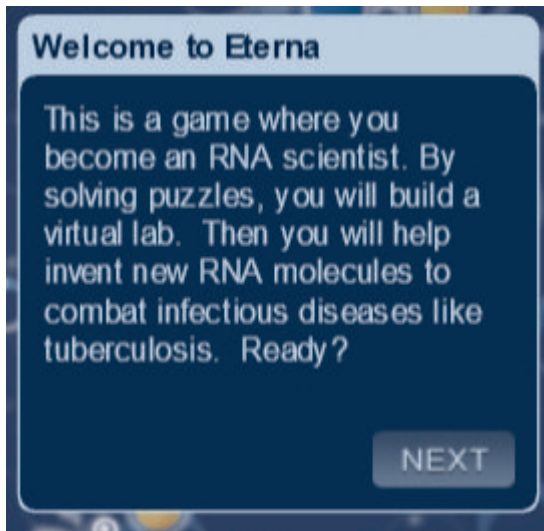 Welcome to Eterna
This is a game where you
become an RNA scientist. By
solving puzzles, you will build a
virtual lab. Then you will help
invent new RNA molecules to
combat infectious diseases like
tuberculosis. Ready?
NEXT